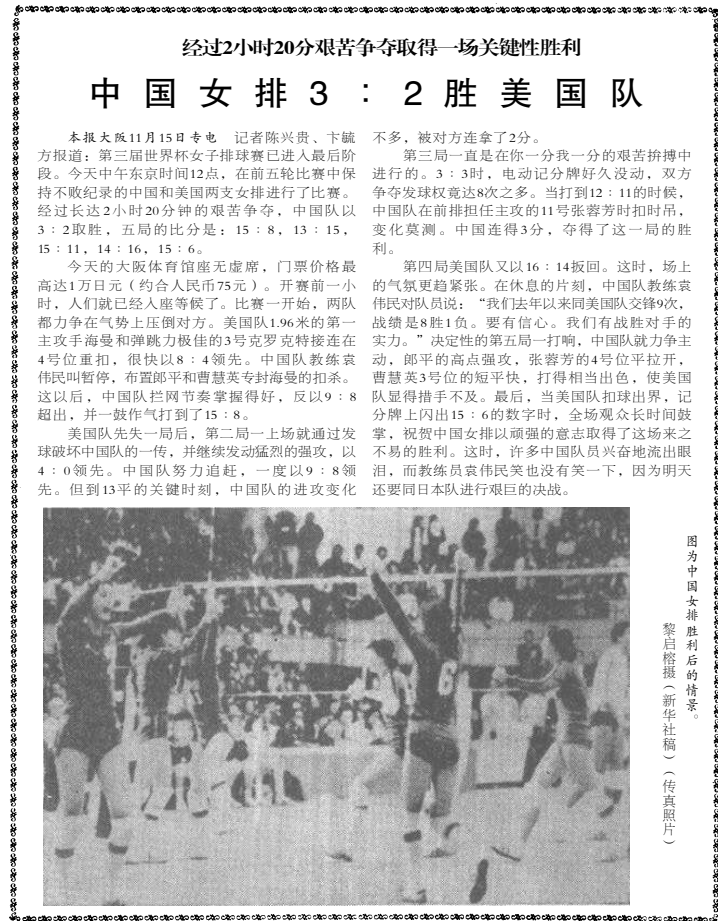 经过2小时20分艰苦争夺取得一场关键性胜利
中国女排3：2胜美国队
本报大阪11月15日专电　记者陈兴贵、卞毓
方报道：第三届世界杯女子排球赛已进入最后阶
段。今天中午东京时间12点，在前五轮比赛中保
持不败纪录的中国和美国两支女排进行了比赛。
经过长达2小时20分钟的艰苦争夺，中国队以
3：2取胜，五局的比分是：15：8，13：15，
15：11，14：16，15：6。
今天的大阪体育馆座无虚席，门票价格最
高达1万日元（约合人民币75元）。开赛前一小
时，人们就已经入座等候了。比赛一开始，两队
都力争在气势上压倒对方。美国队1.96米的第一
主攻手海曼和弹跳力极佳的3号克罗克特接连在
4号位重扣，很快以8：4领先。中国队教练袁
伟民叫暂停，布置郎平和曹慧英专封海曼的扣杀。
这以后，中国队拦网节奏掌握得好，反以9：8
超出，并一鼓作气打到了15：8。
美国队先失一局后，第二局一上场就通过发
球破坏中国队的一传，并继续发动猛烈的强攻，以
4：0领先。中国队努力追赶，一度以9：8领
先。但到13平的关键时刻，中国队的进攻变化
不多，被对方连拿了2分。
第三局一直是在你一分我一分的艰苦拚搏中
进行的。3：3时，电动记分牌好久没动，双方
争夺发球权竟达8次之多。当打到12：11的时候，
中国队在前排担任主攻的11号张蓉芳时扣时吊，
变化莫测。中国连得3分，夺得了这一局的胜
利。
第四局美国队又以16：14扳回。这时，场上
的气氛更趋紧张。在休息的片刻，中国队教练袁
伟民对队员说：“我们去年以来同美国队交锋9次，
战绩是8胜1负。要有信心。我们有战胜对手的
实力。”决定性的第五局一打响，中国队就力争主
动，郎平的高点强攻，张蓉芳的4号位平拉开，
曹慧英3号位的短平快，打得相当出色，使美国
队显得措手不及。最后，当美国队扣球出界，记
分牌上闪出15：6的数字时，全场观众长时间鼓
掌，祝贺中国女排以顽强的意志取得了这场来之
不易的胜利。这时，许多中国队员兴奋地流出眼
泪，而教练员袁伟民笑也没有笑一下，因为明天
还要同日本队进行艰巨的决战。
图为中国女排胜利后的情景。
黎启榕摄（新华社稿）（传真照片）
6